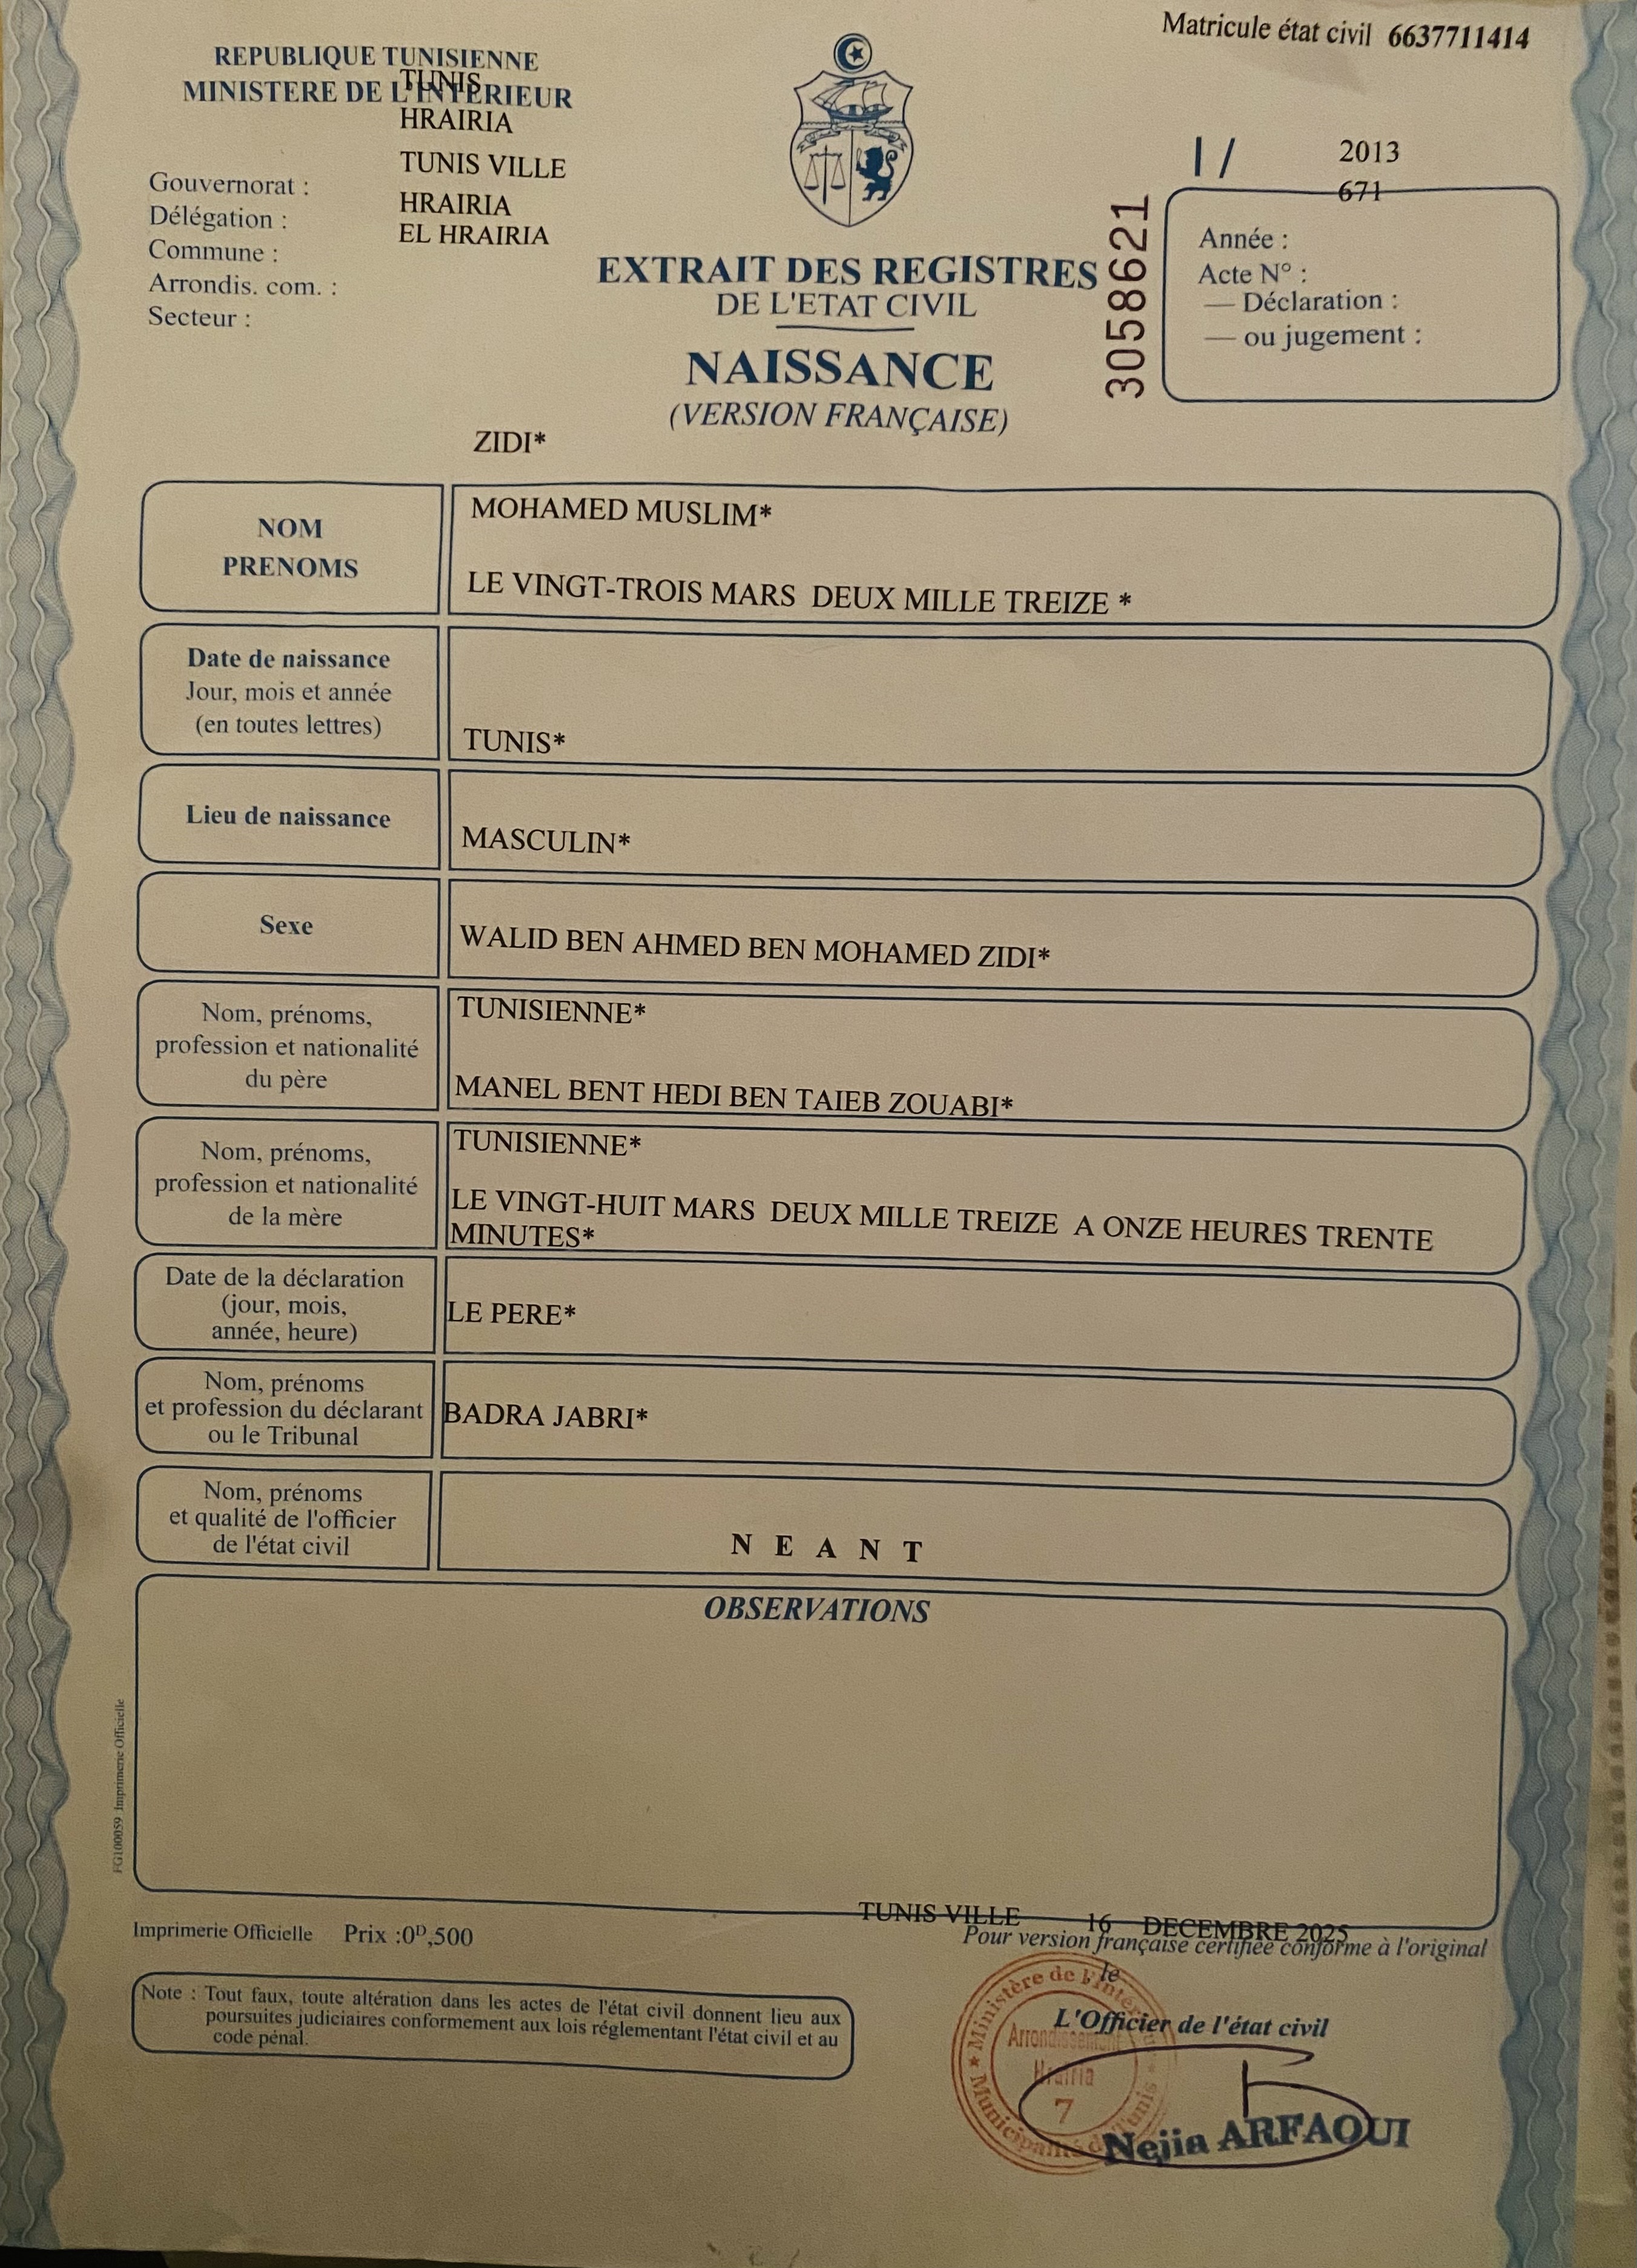 Matricule état civil 6637711414
REPUBLIQUE TUNISIENNE
MINISTERE DE L'INTERIEUR
TUNIS
HRAIRIA
TUNIS VILLE
HRAIRIA
EL HRAIRIA
Gouvernorat :
Délégation :
Commune :
Arrondis. com. :
Secteur :
1/
2013
671
3058621
Année :
Acte N° :
— Déclaration :
— ou jugement :
EXTRAIT DES REGISTRES
DE L'ETAT CIVIL
NAISSANCE
(VERSION FRANÇAISE)
ZIDI*
NOM
PRENOMS
MOHAMED MUSLIM*
LE VINGT-TROIS MARS DEUX MILLE TREIZE *
Date de naissance
Jour, mois et année
(en toutes lettres)
TUNIS*
Lieu de naissance
MASCULIN*
Sexe
WALID BEN AHMED BEN MOHAMED ZIDI*
Nom, prénoms,
profession et nationalité
du père
TUNISIENNE*
MANEL BENT HEDI BEN TAIEB ZOUABI*
Nom, prénoms,
profession et nationalité
de la mère
TUNISIENNE*
LE VINGT-HUIT MARS DEUX MILLE TREIZE A ONZE HEURES TRENTE
MINUTES*
Date de la déclaration
(jour, mois,
année, heure)
LE PERE*
Nom, prénoms
et profession du déclarant
ou le Tribunal
BADRA JABRI*
Nom, prénoms
et qualité de l'officier
de l'état civil
N E A N T
OBSERVATIONS
FG100059 Imprimerie Officielle
TUNIS VILLE 16 DECEMBRE 2025
Imprimerie Officielle Prix :0ᴰ,500
Pour version française certifiée conforme à l'original
le
Note : Tout faux, toute altération dans les actes de l'état civil donnent lieu aux
poursuites judiciaires conformement aux lois réglementant l'état civil et au
code pénal.
L'Officier de l'état civil
Ministère de l'Intér
Arrondissement
Hrairia
7
Municipalité de Tunis
Nejia ARFAOUI